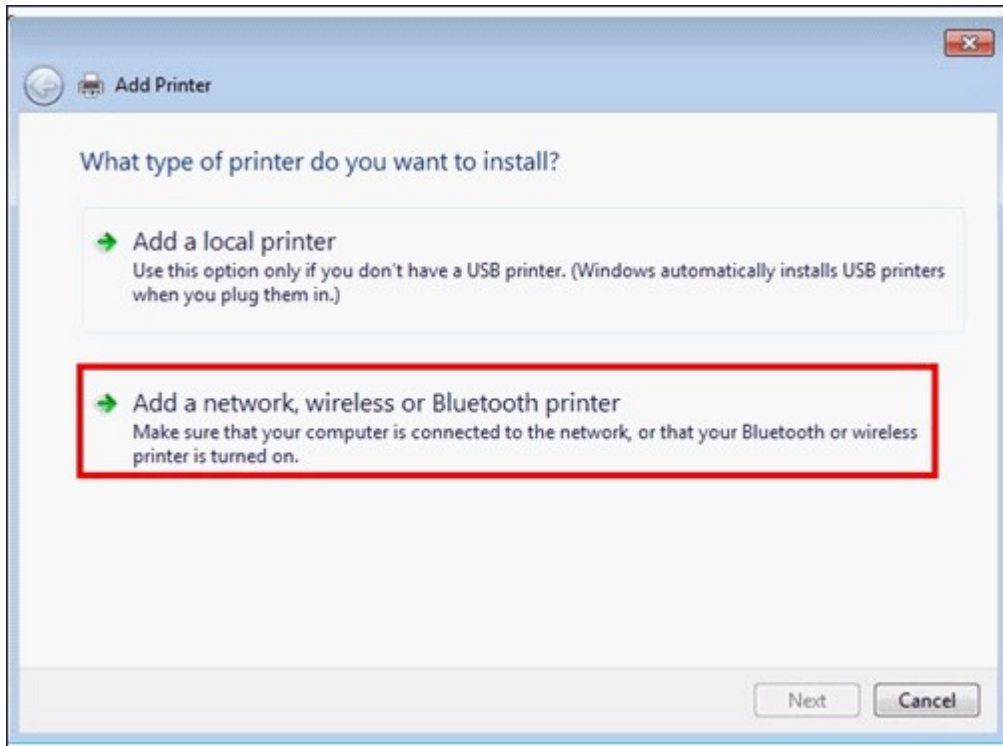 Add Printer
What type of printer do you want to install?
Add a local printer
Use this option only if you don't have a USB printer. (Windows automatically installs USB printers
when you plug them in.)
Add a network, wireless or Bluetooth printer
Make sure that your computer is connected to the network, or that your Bluetooth or wireless
printer is turned on.
Next
Cancel